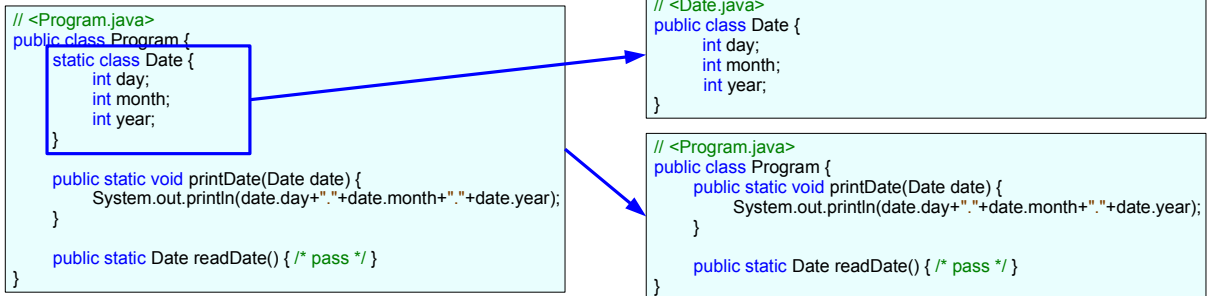 // <Program.java>
public class Program {
static class Date {
int day;
int month;
int year;
}
public static void printDate(Date date) {
System.out.println(date.day+"."+date.month+"."+date.year);
}
public static Date readDate() { /* pass */ }
}
// <Date.java>
public class Date {
int day;
int month;
int year;
}
// <Program.java>
public class Program {
public static void printDate(Date date) {
System.out.println(date.day+"."+date.month+"."+date.year);
}
public static Date readDate() { /* pass */ }
}